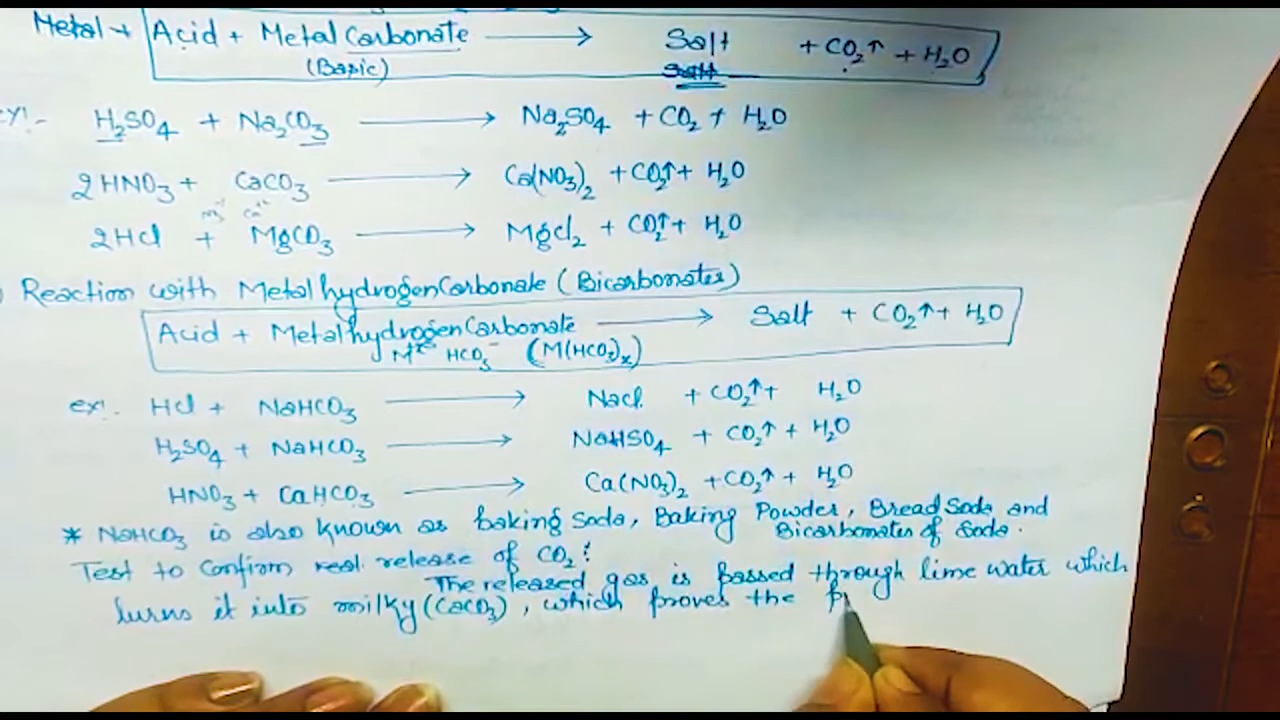 Metal + Acid + Metal Carbonate ⟶ Salt + CO₂↑ + H₂O
(Basic) Salt
ex:- H₂SO₄ + Na₂CO₃ ⟶ Na₂SO₄ + CO₂ + H₂O
2HNO₃ + CaCO₃ ⟶ Ca(NO₃)₂ + CO₂↑ + H₂O
2HCl + MgCO₃ ⟶ MgCl₂ + CO₂↑ + H₂O
) Reaction with Metal hydrogen Carbonate (Bicarbonates)
Acid + Metal hydrogen Carbonate ⟶ Salt + CO₂↑ + H₂O
HCO₃⁻ (M(HCO₃)ₓ)
ex:. HCl + NaHCO₃ ⟶ NaCl. + CO₂↑ + H₂O
H₂SO₄ + NaHCO₃ ⟶ NaHSO₄ + CO₂↑ + H₂O
HNO₃ + CaHCO₃ ⟶ Ca(NO₃)₂ + CO₂↑ + H₂O
* NaHCO₃ is also known as baking soda, Baking Powder, Bread Soda and
Bicarbonates of Soda.
Test to Confirm real release of CO₂:
The released gas is passed through lime water which
turns it into milky (CaCO₃), which proves the p